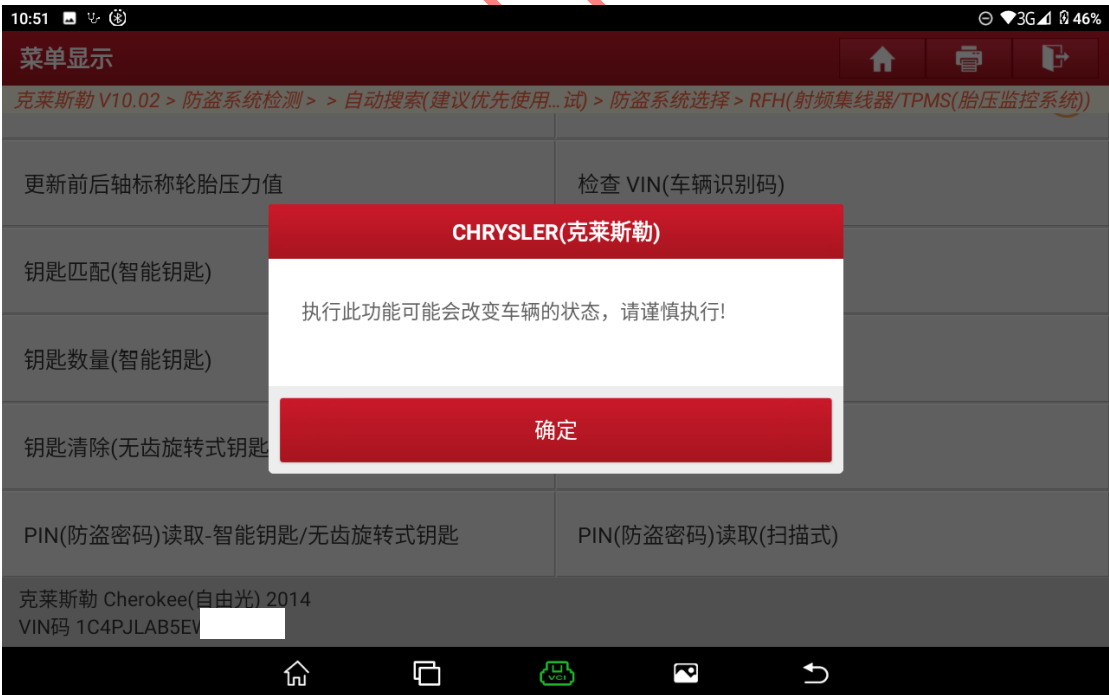 10:51
3G 46%
菜单显示
克莱斯勒 V10.02 > 防盗系统检测 > > 自动搜索(建议优先使用...试) > 防盗系统选择 > RFH(射频集线器/TPMS(胎压监控系统))
更新前后轴标称轮胎压力值
检查 VIN(车辆识别码)
CHRYSLER(克莱斯勒)
钥匙匹配(智能钥匙)
执行此功能可能会改变车辆的状态，请谨慎执行!
钥匙数量(智能钥匙)
确定
钥匙清除(无齿旋转式钥匙
PIN(防盗密码)读取-智能钥匙/无齿旋转式钥匙
PIN(防盗密码)读取(扫描式)
克莱斯勒 Cherokee(自由光) 2014
VIN码 1C4PJLAB5E
VCI